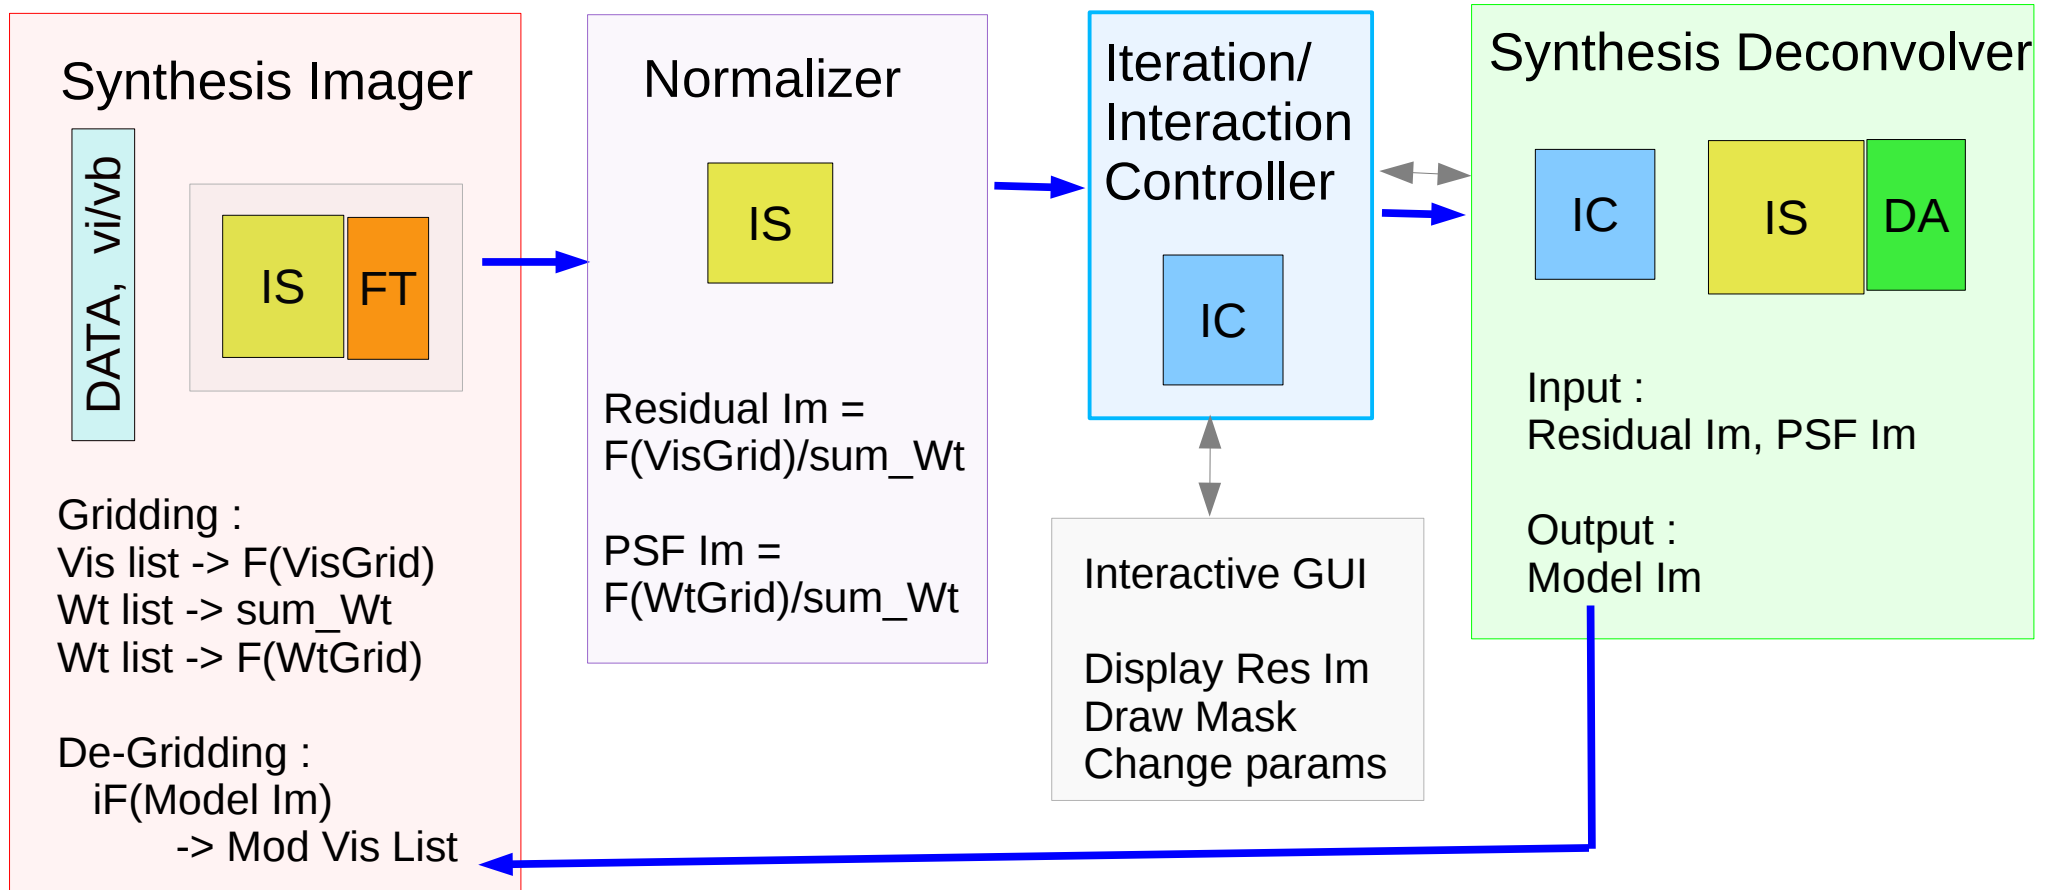 Synthesis Imager
DATA, vi/vb
IS
FT
Gridding :
Vis list -> F(VisGrid)
Wt list -> sum_Wt
Wt list -> F(WtGrid)
De-Gridding :
iF(Model Im)
-> Mod Vis List
Normalizer
IS
Residual Im =
F(VisGrid)/sum_Wt
PSF Im =
F(WtGrid)/sum_Wt
Iteration/
Interaction
Controller
IC
Interactive GUI
Display Res Im
Draw Mask
Change params
Synthesis Deconvolver
IC
IS
DA
Input :
Residual Im, PSF Im
Output :
Model Im